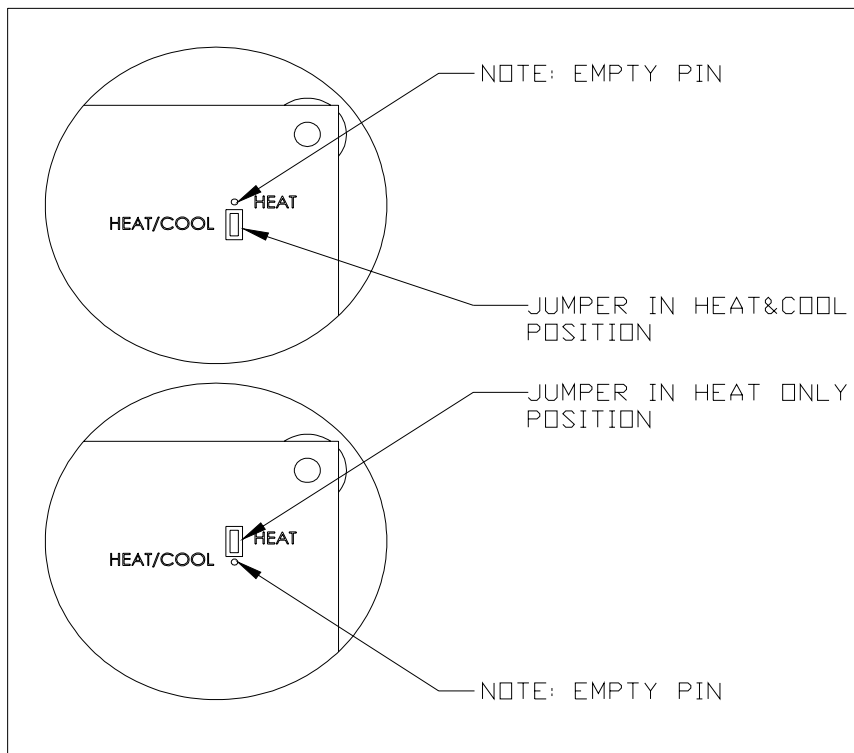 NOTE: EMPTY PIN
HEAT
HEAT/COOL
JUMPER IN HEAT&COOL
POSITION
JUMPER IN HEAT ONLY
POSITION
HEAT
HEAT/COOL
NOTE: EMPTY PIN